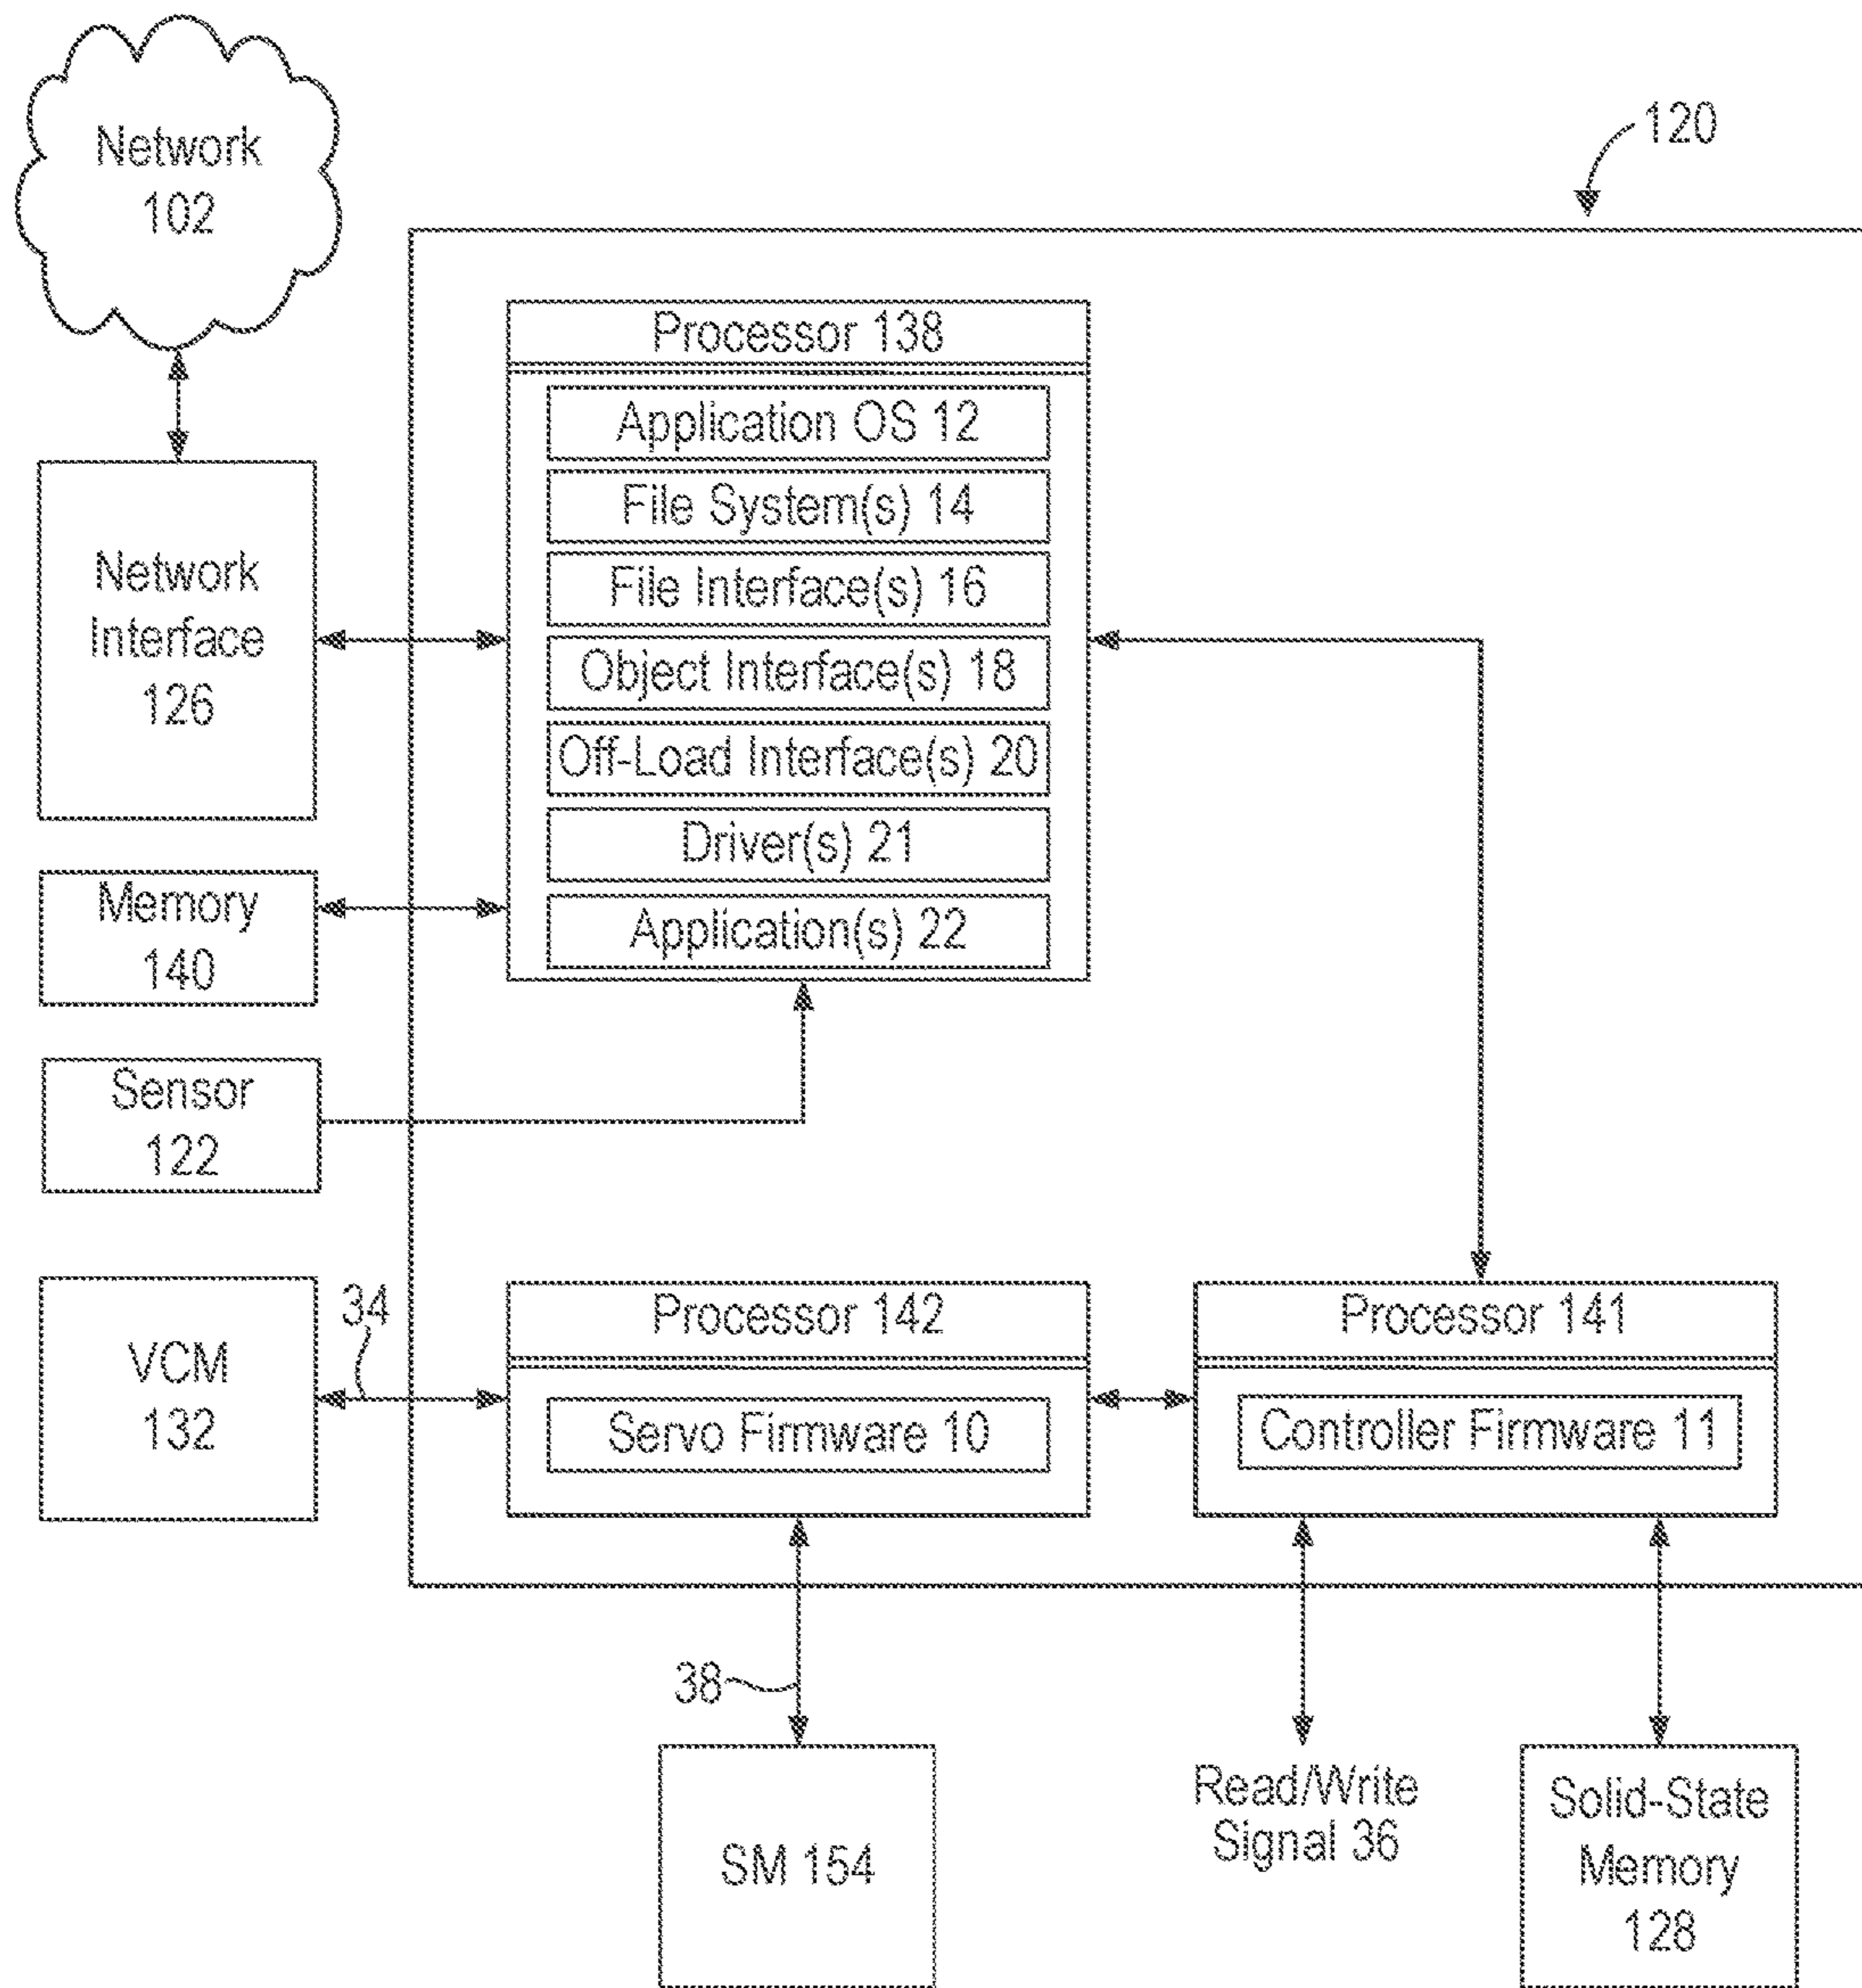 Network
102
120
Processor 138
Application OS 12
File System(s) 14
File Interface(s) 16
Object Interface(s) 18
Off-Load Interface(s) 20
Driver(s) 21
Application(s) 22
Network
Interface
126
Memory
140
Sensor
122
VCM
132
34
Processor 142
Servo Firmware 10
Processor 141
Controller Firmware 11
38
SM 154
Read/Write
Signal 36
Solid-State
Memory
128